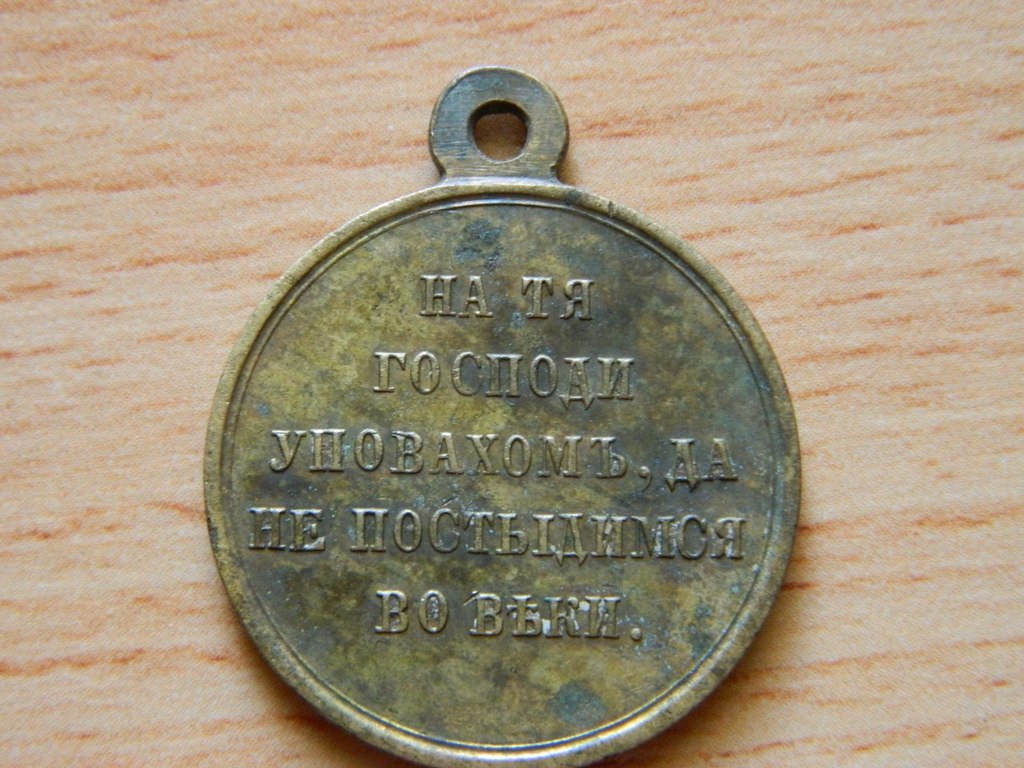 НА ТЯ
ГОСПОДИ
УПОВАХОМЪ, ДА
НЕ ПОСТЫДИМСЯ
ВО ВѢКИ.